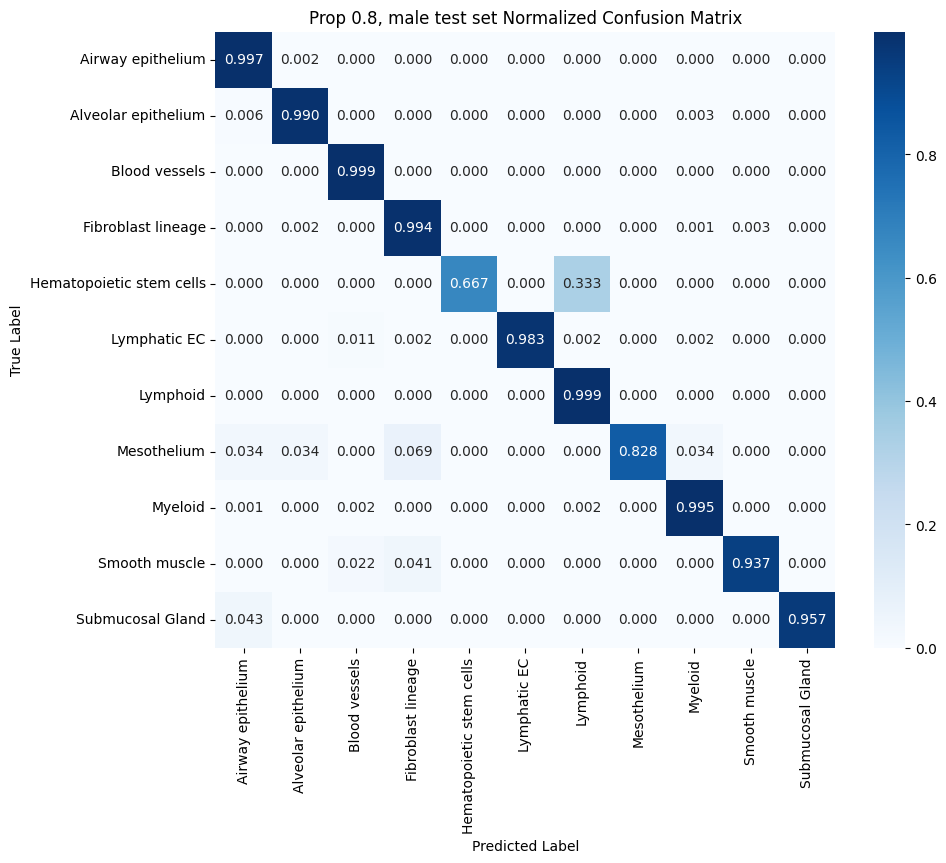 Prop 0.8, male test set Normalized Confusion Matrix
True Label
Airway epithelium 0.997 0.002 0.000 0.000 0.000 0.000 0.000 0.000 0.000 0.000 0.000
Alveolar epithelium 0.006 0.990 0.000 0.000 0.000 0.000 0.000 0.000 0.003 0.000 0.000
Blood vessels 0.000 0.000 0.999 0.000 0.000 0.000 0.000 0.000 0.000 0.000 0.000
Fibroblast lineage 0.000 0.002 0.000 0.994 0.000 0.000 0.000 0.000 0.001 0.003 0.000
Hematopoietic stem cells 0.000 0.000 0.000 0.000 0.667 0.000 0.333 0.000 0.000 0.000 0.000
Lymphatic EC 0.000 0.000 0.011 0.002 0.000 0.983 0.002 0.000 0.002 0.000 0.000
Lymphoid 0.000 0.000 0.000 0.000 0.000 0.000 0.999 0.000 0.000 0.000 0.000
Mesothelium 0.034 0.034 0.000 0.069 0.000 0.000 0.000 0.828 0.034 0.000 0.000
Myeloid 0.001 0.000 0.002 0.000 0.000 0.000 0.002 0.000 0.995 0.000 0.000
Smooth muscle 0.000 0.000 0.022 0.041 0.000 0.000 0.000 0.000 0.000 0.937 0.000
Submucosal Gland 0.043 0.000 0.000 0.000 0.000 0.000 0.000 0.000 0.000 0.000 0.957
Airway epithelium
Alveolar epithelium
Blood vessels
Fibroblast lineage
Hematopoietic stem cells
Lymphatic EC
Lymphoid
Mesothelium
Myeloid
Smooth muscle
Submucosal Gland
Predicted Label
0.8
0.6
0.4
0.2
0.0